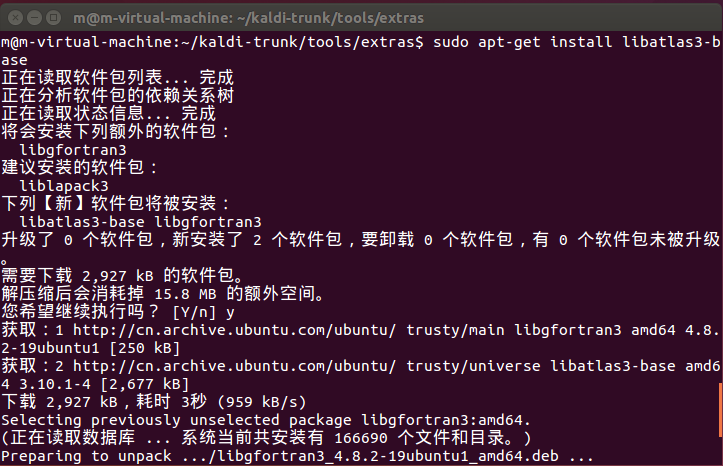 m@m-virtual-machine: ~/kaldi-trunk/tools/extras
m@m-virtual-machine:~/kaldi-trunk/tools/extras$ sudo apt-get install libatlas3-b
ase
正在读取软件包列表... 完成
正在分析软件包的依赖关系树
正在读取状态信息... 完成
将会安装下列额外的软件包：
  libgfortran3
建议安装的软件包：
  liblapack3
下列【新】软件包将被安装：
  libatlas3-base libgfortran3
升级了 0 个软件包，新安装了 2 个软件包，要卸载 0 个软件包，有 0 个软件包未被升级
。
需要下载 2,927 kB 的软件包。
解压缩后会消耗掉 15.8 MB 的额外空间。
您希望继续执行吗？ [Y/n] y
获取：1 http://cn.archive.ubuntu.com/ubuntu/ trusty/main libgfortran3 amd64 4.8.
2-19ubuntu1 [250 kB]
获取：2 http://cn.archive.ubuntu.com/ubuntu/ trusty/universe libatlas3-base amd6
4 3.10.1-4 [2,677 kB]
下载 2,927 kB，耗时 3秒 (959 kB/s)
Selecting previously unselected package libgfortran3:amd64.
(正在读取数据库 ... 系统当前共安装有 166690 个文件和目录。)
Preparing to unpack .../libgfortran3_4.8.2-19ubuntu1_amd64.deb ...